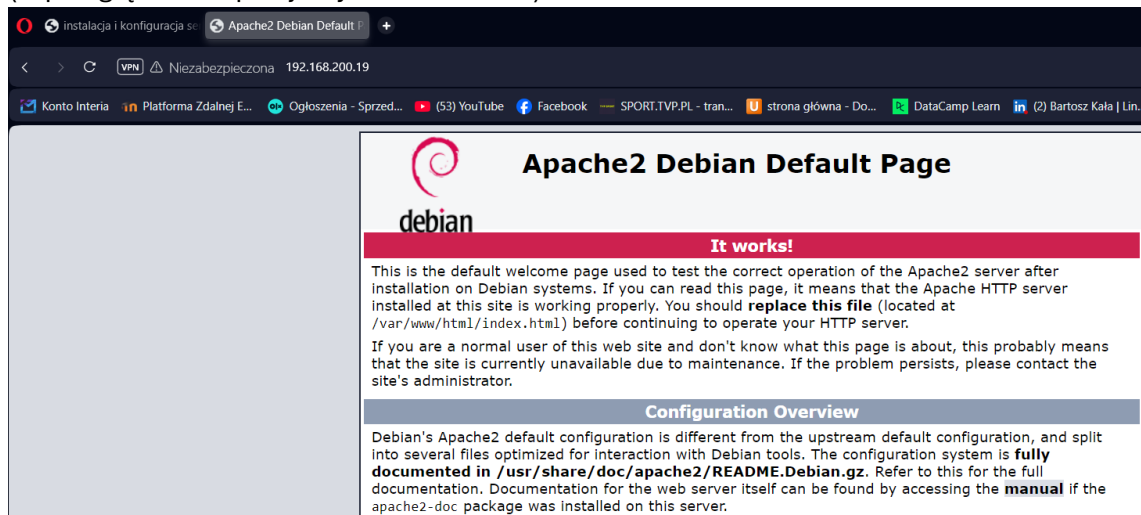 instalacja i konfiguracja se
Apache2 Debian Default P
VPN
Niezabezpieczona 192.168.200.19
Konto Interia
Platforma Zdalnej E...
Ogłoszenia - Sprzed...
(53) YouTube
Facebook
SPORT.TVP.PL - tran...
strona główna - Do...
DataCamp Learn
(2) Bartosz Kała | Lin...
debian
Apache2 Debian Default Page
It works!
This is the default welcome page used to test the correct operation of the Apache2 server after
installation on Debian systems. If you can read this page, it means that the Apache HTTP server
installed at this site is working properly. You should replace this file (located at
/var/www/html/index.html) before continuing to operate your HTTP server.
If you are a normal user of this web site and don't know what this page is about, this probably means
that the site is currently unavailable due to maintenance. If the problem persists, please contact the
site's administrator.
Configuration Overview
Debian's Apache2 default configuration is different from the upstream default configuration, and split
into several files optimized for interaction with Debian tools. The configuration system is fully
documented in /usr/share/doc/apache2/README.Debian.gz. Refer to this for the full
documentation. Documentation for the web server itself can be found by accessing the manual if the
apache2-doc package was installed on this server.